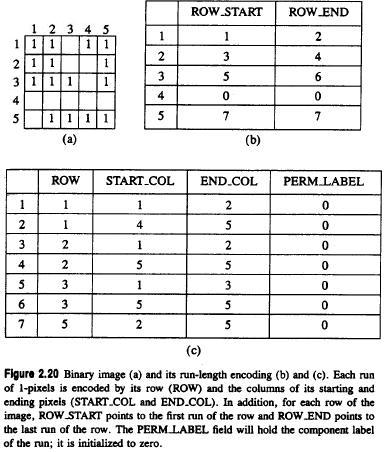 1 2 3 4 5
1 1 1 1 1
2 1 1 1
3 1 1 1 1
4
5 1 1 1 1
(a)
ROW_START ROW_END
1 1 2
2 3 4
3 5 6
4 0 0
5 7 7
(b)
ROW START_COL END_COL PERM_LABEL
1 1 1 2 0
2 1 4 5 0
3 2 1 2 0
4 2 5 5 0
5 3 1 3 0
6 3 5 5 0
7 5 2 5 0
(c)
Figure 2.20 Binary image (a) and its run-length encoding (b) and (c). Each run
of 1-pixels is encoded by its row (ROW) and the columns of its starting and
ending pixels (START_COL and END_COL). In addition, for each row of the
image, ROW_START points to the first run of the row and ROW_END points to
the last run of the row. The PERM_LABEL field will hold the component label
of the run; it is initialized to zero.